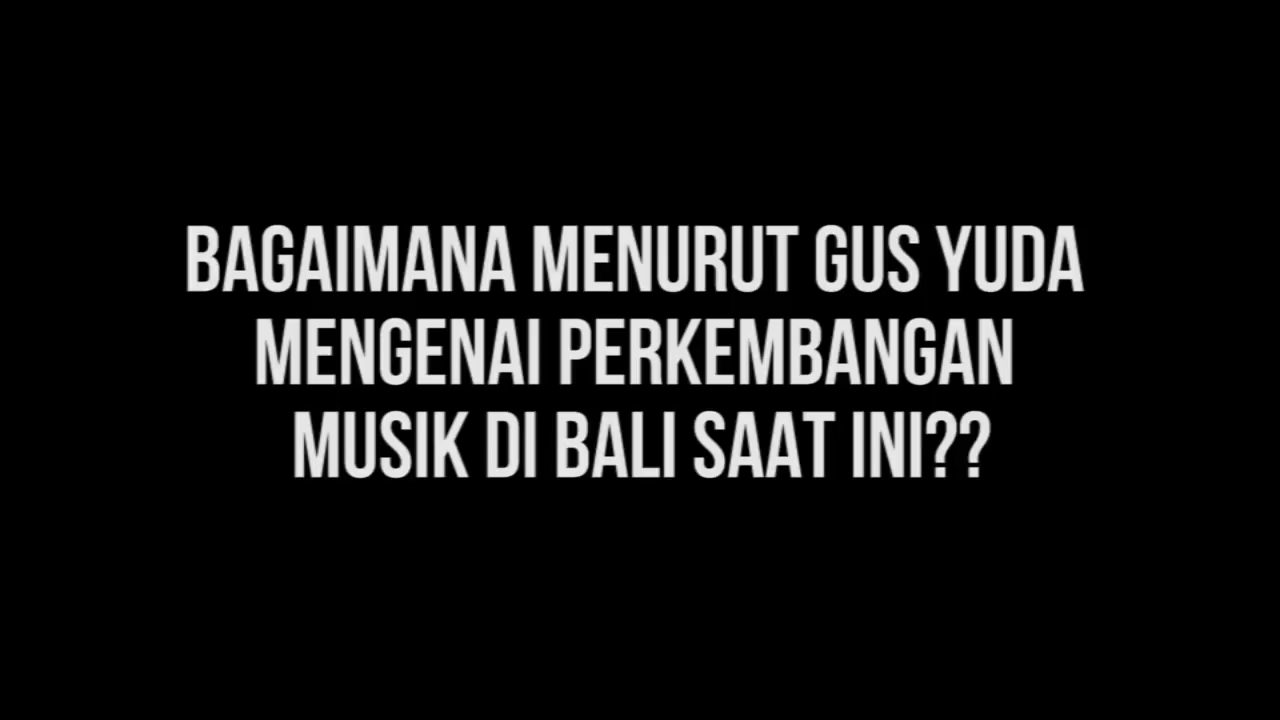 BAGAIMANA MENURUT GUS YUDA
MENGENAI PERKEMBANGAN
MUSIK DI BALI SAAT INI??